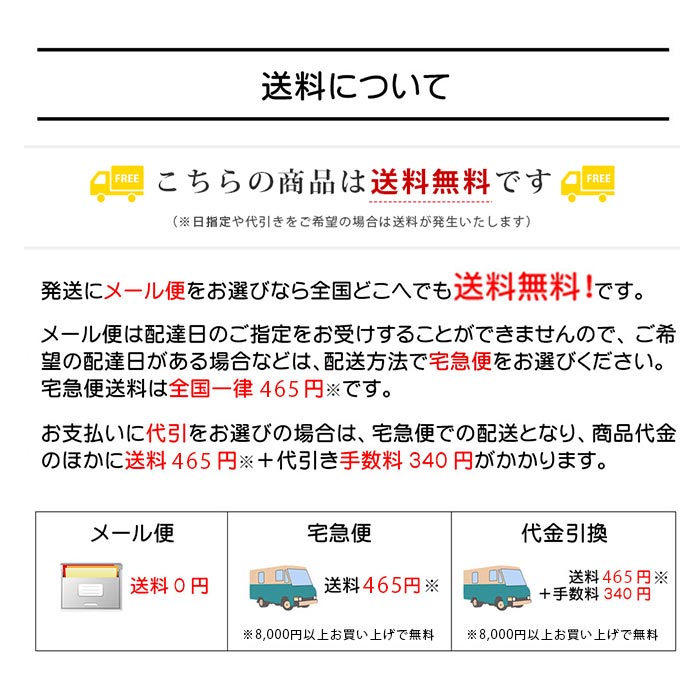 送料について
FREE こちらの商品は送料無料です FREE
（※日指定や代引きをご希望の場合は送料が発生いたします）
発送にメール便をお選びなら全国どこへでも送料無料！です。
メール便は配達日のご指定をお受けすることができませんので、ご希
望の配達日がある場合などは、配送方法で宅急便をお選びください。
宅急便送料は全国一律465円※です。
お支払いに代引をお選びの場合は、宅急便での配送となり、商品代金
のほかに送料465円※＋代引き手数料340円がかかります。
メール便
送料0円
宅急便
送料465円※
※8,000円以上お買い上げで無料
代金引換
送料465円※
＋手数料340円
※8,000円以上お買い上げで無料